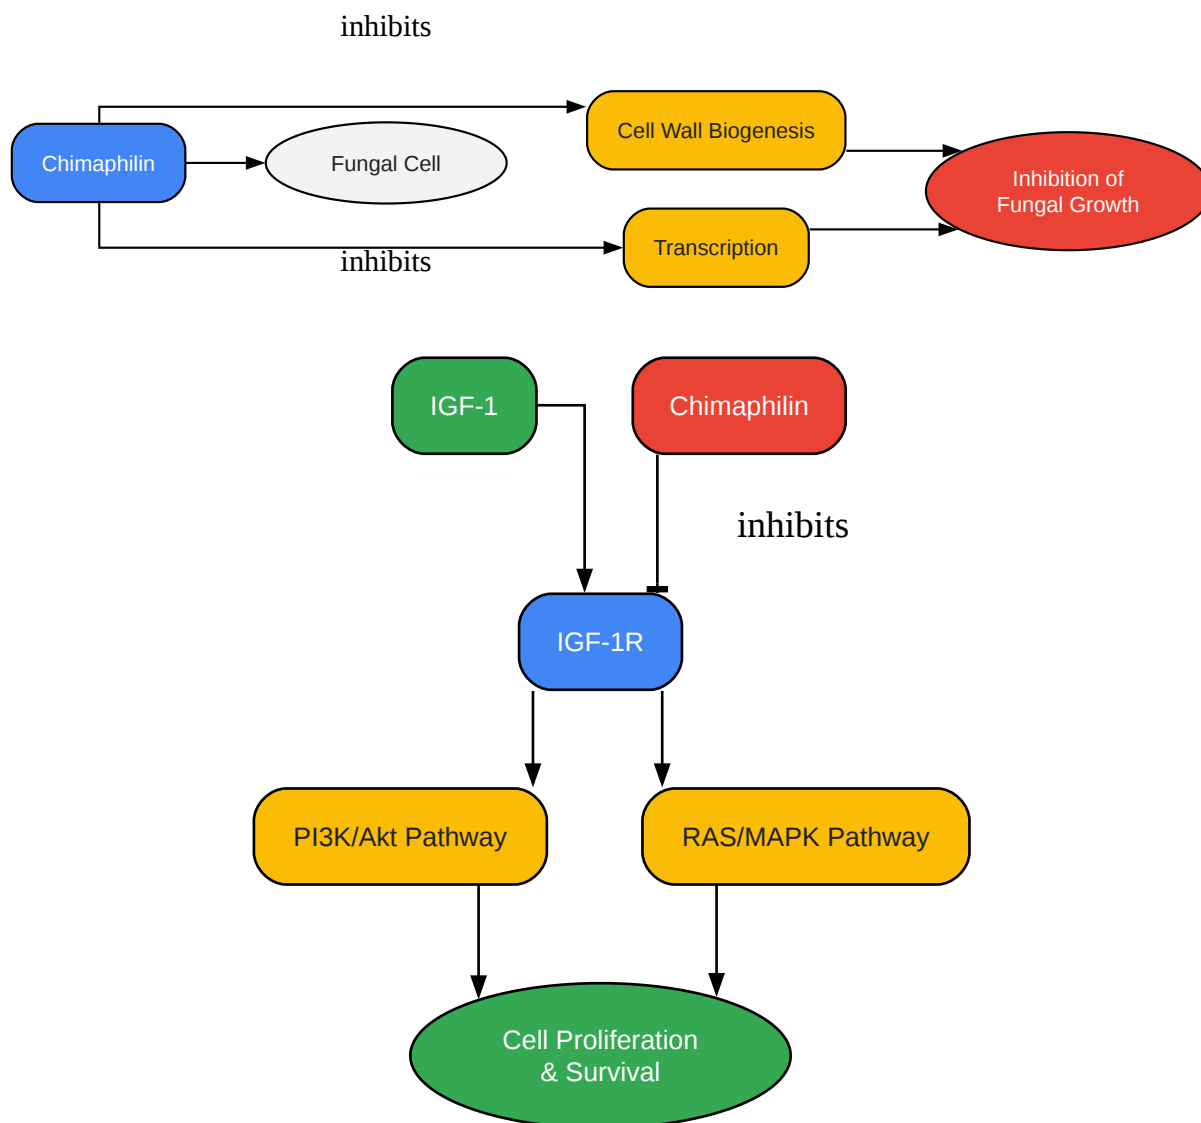 inhibits
Cell Wall Biogenesis
Chimaphilin
Fungal Cell
Inhibition of
Fungal Growth
Transcription
inhibits
IGF-1
Chimaphilin
inhibits
IGF-1R
PI3K/Akt Pathway
RAS/MAPK Pathway
Cell Proliferation
& Survival